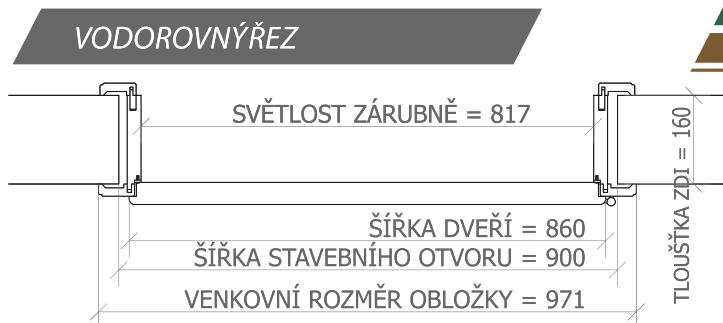 VODOROVNÝŘEZ
SVĚTLOST ZÁRUBNĚ = 817
TLOUŠŤKA ZDI = 160
ŠÍŘKA DVEŘÍ = 860
ŠÍŘKA STAVEBNÍHO OTVORU = 900
VENKOVNÍ ROZMĚR OBLOŽKY = 971